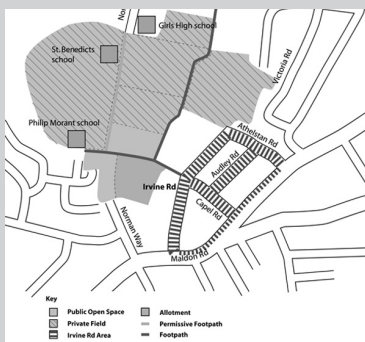 Nor
Girls High school
St. Benedicts
school
Victoria Rd
Philip Morant school
Athelstan Rd
Audley Rd
Irvine Rd
Capel Rd
Norman Way
Maldon Rd
Key
Public Open Space
Allotment
Private Field
Permissive Footpath
Irvine Rd Area
Footpath